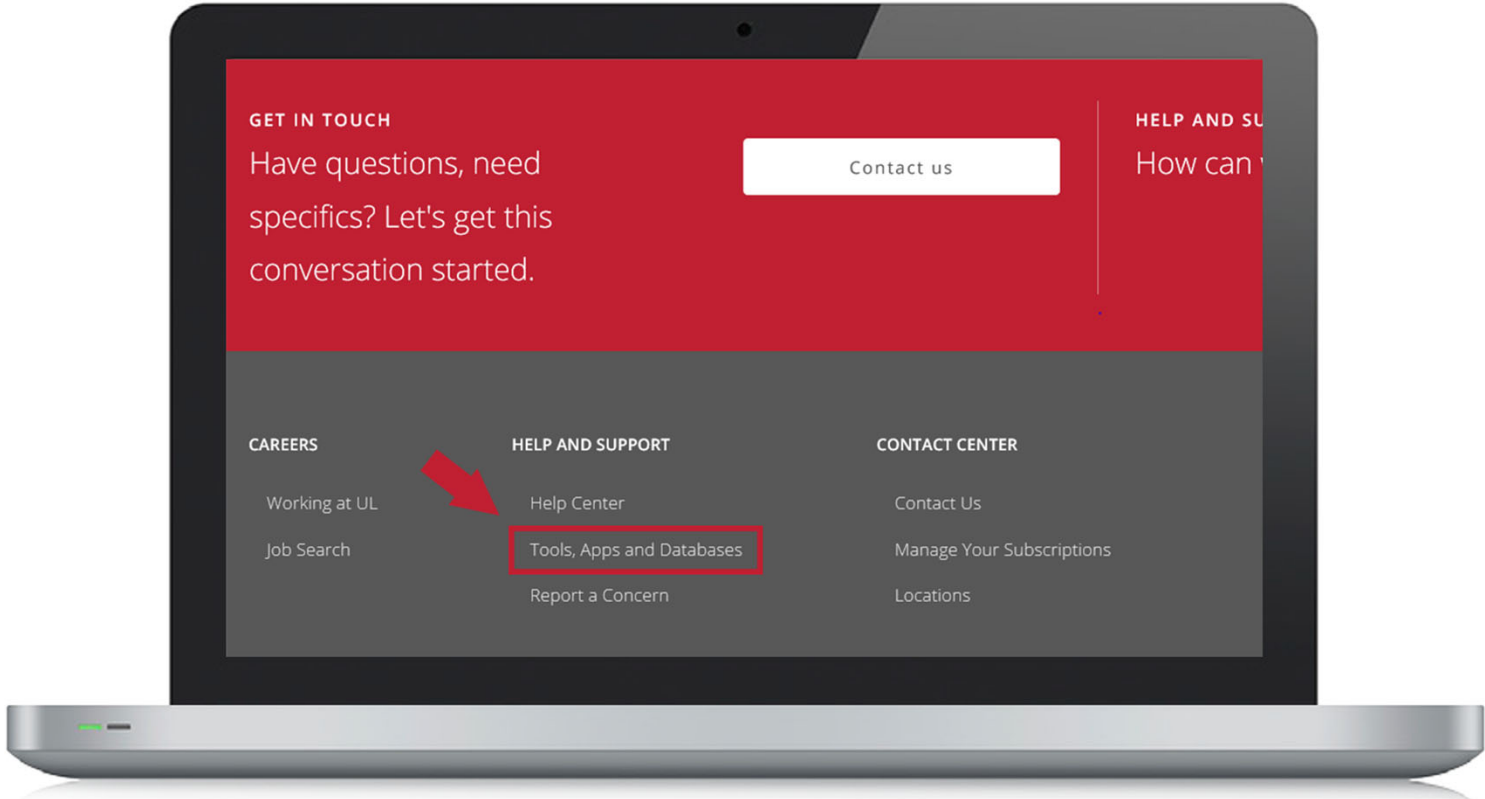 GET IN TOUCH
Have questions, need
specifics? Let's get this
conversation started.
Contact us
HELP AND SU
How can
CAREERS
Working at UL
Job Search
HELP AND SUPPORT
Help Center
Tools, Apps and Databases
Report a Concern
CONTACT CENTER
Contact Us
Manage Your Subscriptions
Locations